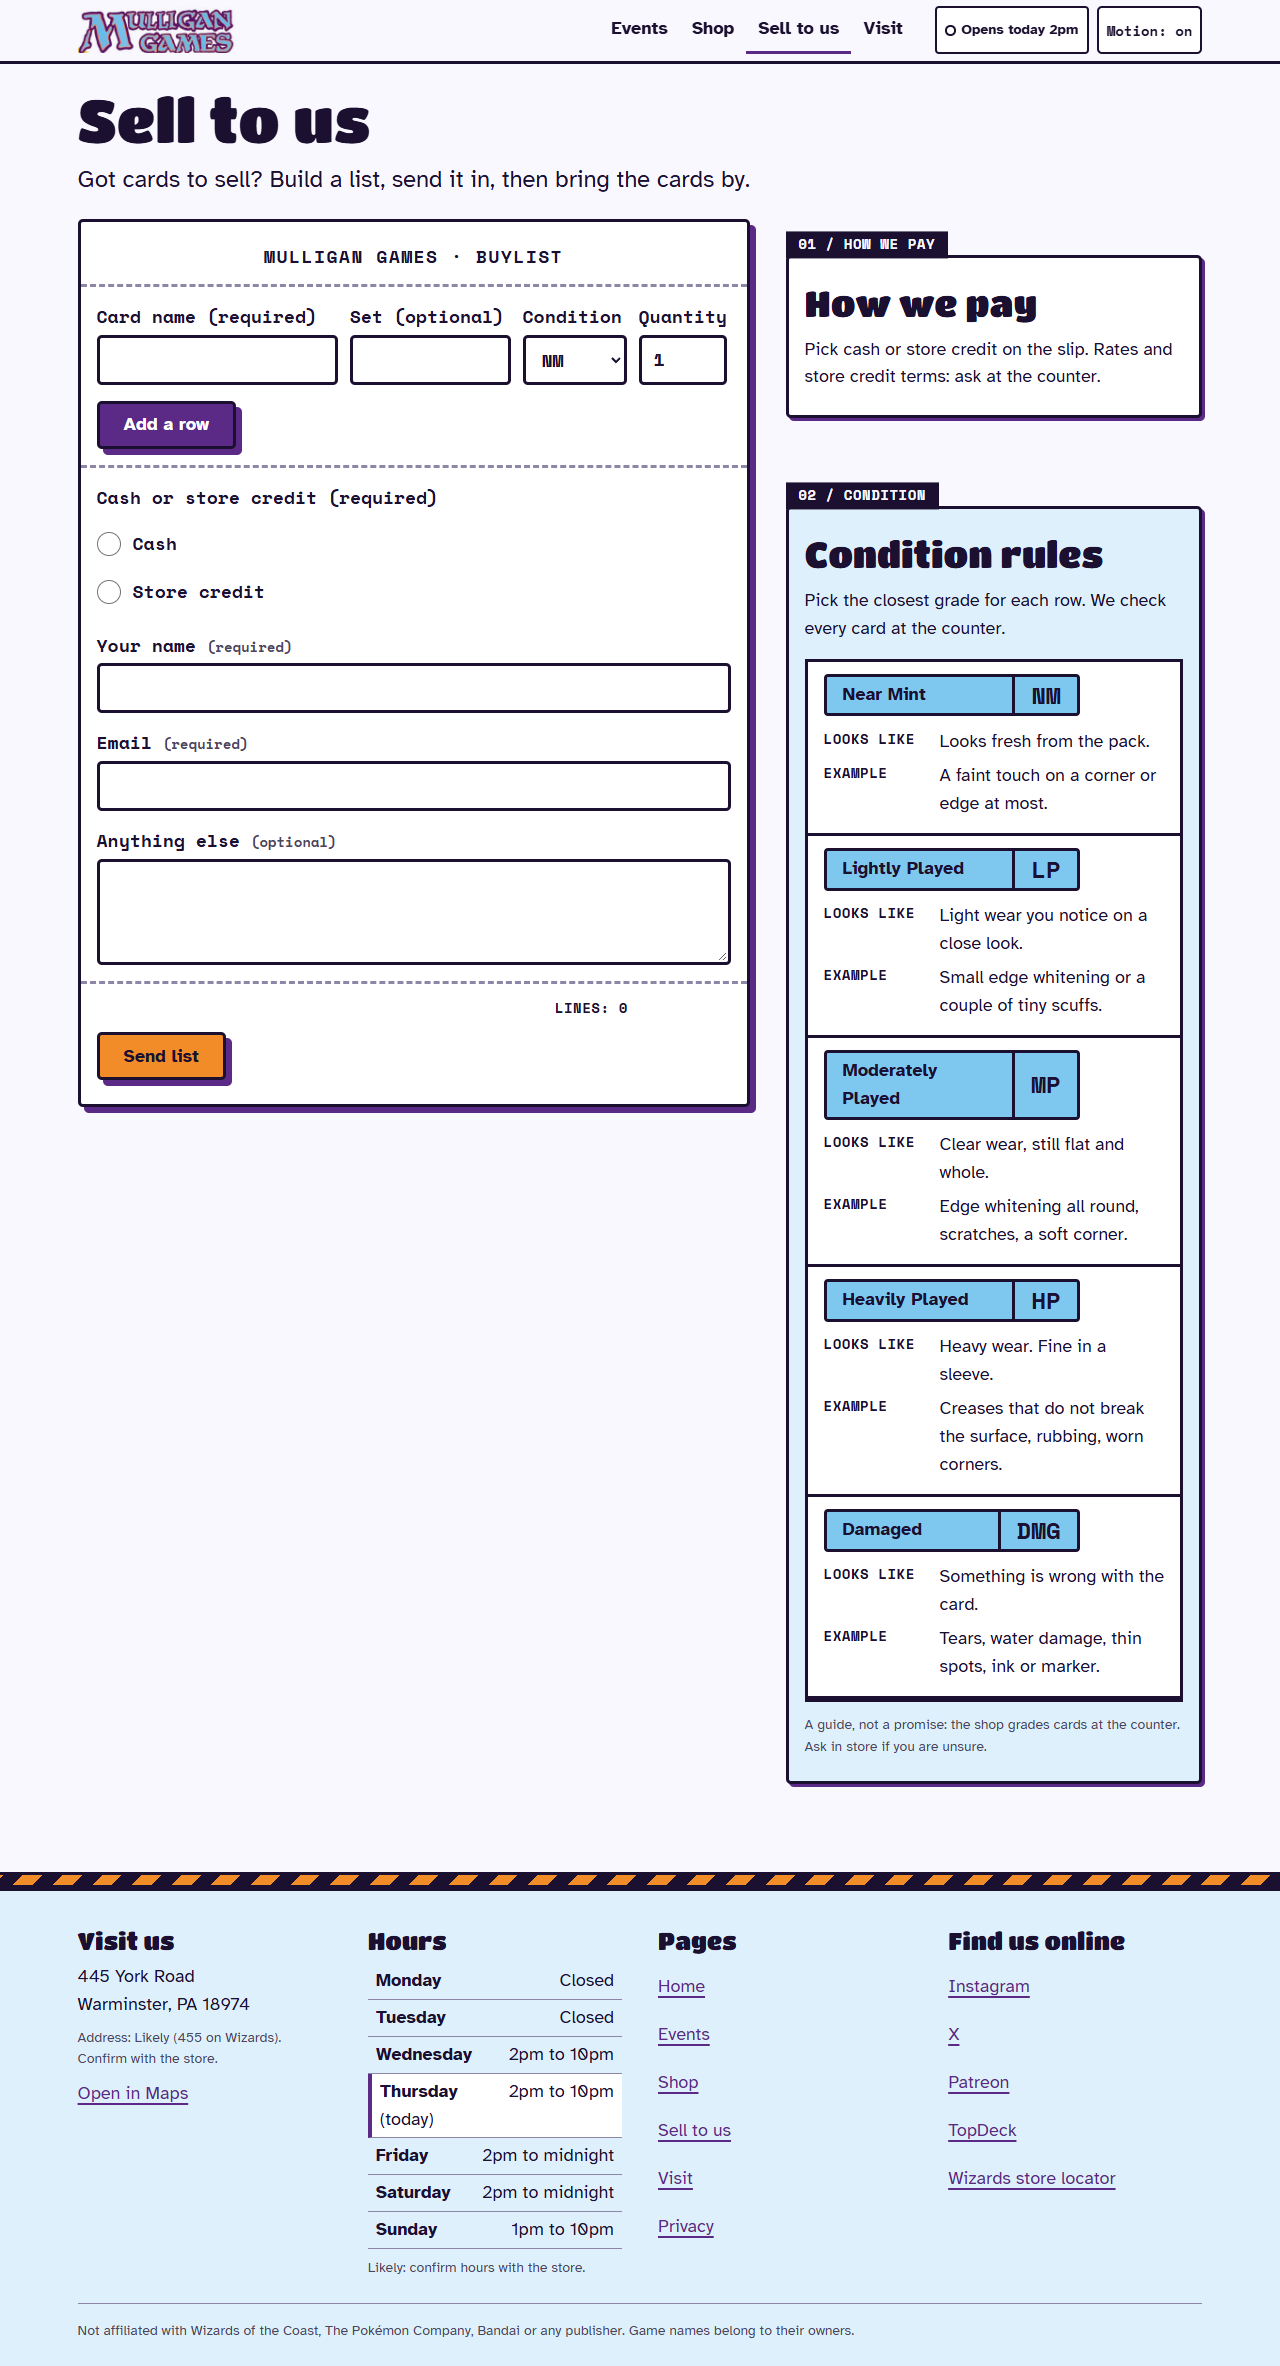 MULLIGAN GAMES
Events Shop Sell to us Visit Opens today 2pm Motion: on
Sell to us
Got cards to sell? Build a list, send it in, then bring the cards by.
MULLIGAN GAMES · BUYLIST
Card name (required) Set (optional) Condition Quantity
NM 1
Add a row
Cash or store credit (required)
Cash
Store credit
Your name (required)
Email (required)
Anything else (optional)
LINES: 0
Send list
01 / HOW WE PAY
How we pay
Pick cash or store credit on the slip. Rates and
store credit terms: ask at the counter.
02 / CONDITION
Condition rules
Pick the closest grade for each row. We check
every card at the counter.
Near Mint NM
LOOKS LIKE Looks fresh from the pack.
EXAMPLE A faint touch on a corner or
edge at most.
Lightly Played LP
LOOKS LIKE Light wear you notice on a
close look.
EXAMPLE Small edge whitening or a
couple of tiny scuffs.
Moderately
Played MP
LOOKS LIKE Clear wear, still flat and
whole.
EXAMPLE Edge whitening all round,
scratches, a soft corner.
Heavily Played HP
LOOKS LIKE Heavy wear. Fine in a
sleeve.
EXAMPLE Creases that do not break
the surface, rubbing, worn
corners.
Damaged DMG
LOOKS LIKE Something is wrong with the
card.
EXAMPLE Tears, water damage, thin
spots, ink or marker.
A guide, not a promise: the shop grades cards at the counter.
Ask in store if you are unsure.
Visit us
445 York Road
Warminster, PA 18974
Address: Likely (455 on Wizards).
Confirm with the store.
Open in Maps
Hours
Monday Closed
Tuesday Closed
Wednesday 2pm to 10pm
Thursday 2pm to 10pm
(today)
Friday 2pm to midnight
Saturday 2pm to midnight
Sunday 1pm to 10pm
Likely: confirm hours with the store.
Pages
Home
Events
Shop
Sell to us
Visit
Privacy
Find us online
Instagram
X
Patreon
TopDeck
Wizards store locator
Not affiliated with Wizards of the Coast, The Pokémon Company, Bandai or any publisher. Game names belong to their owners.